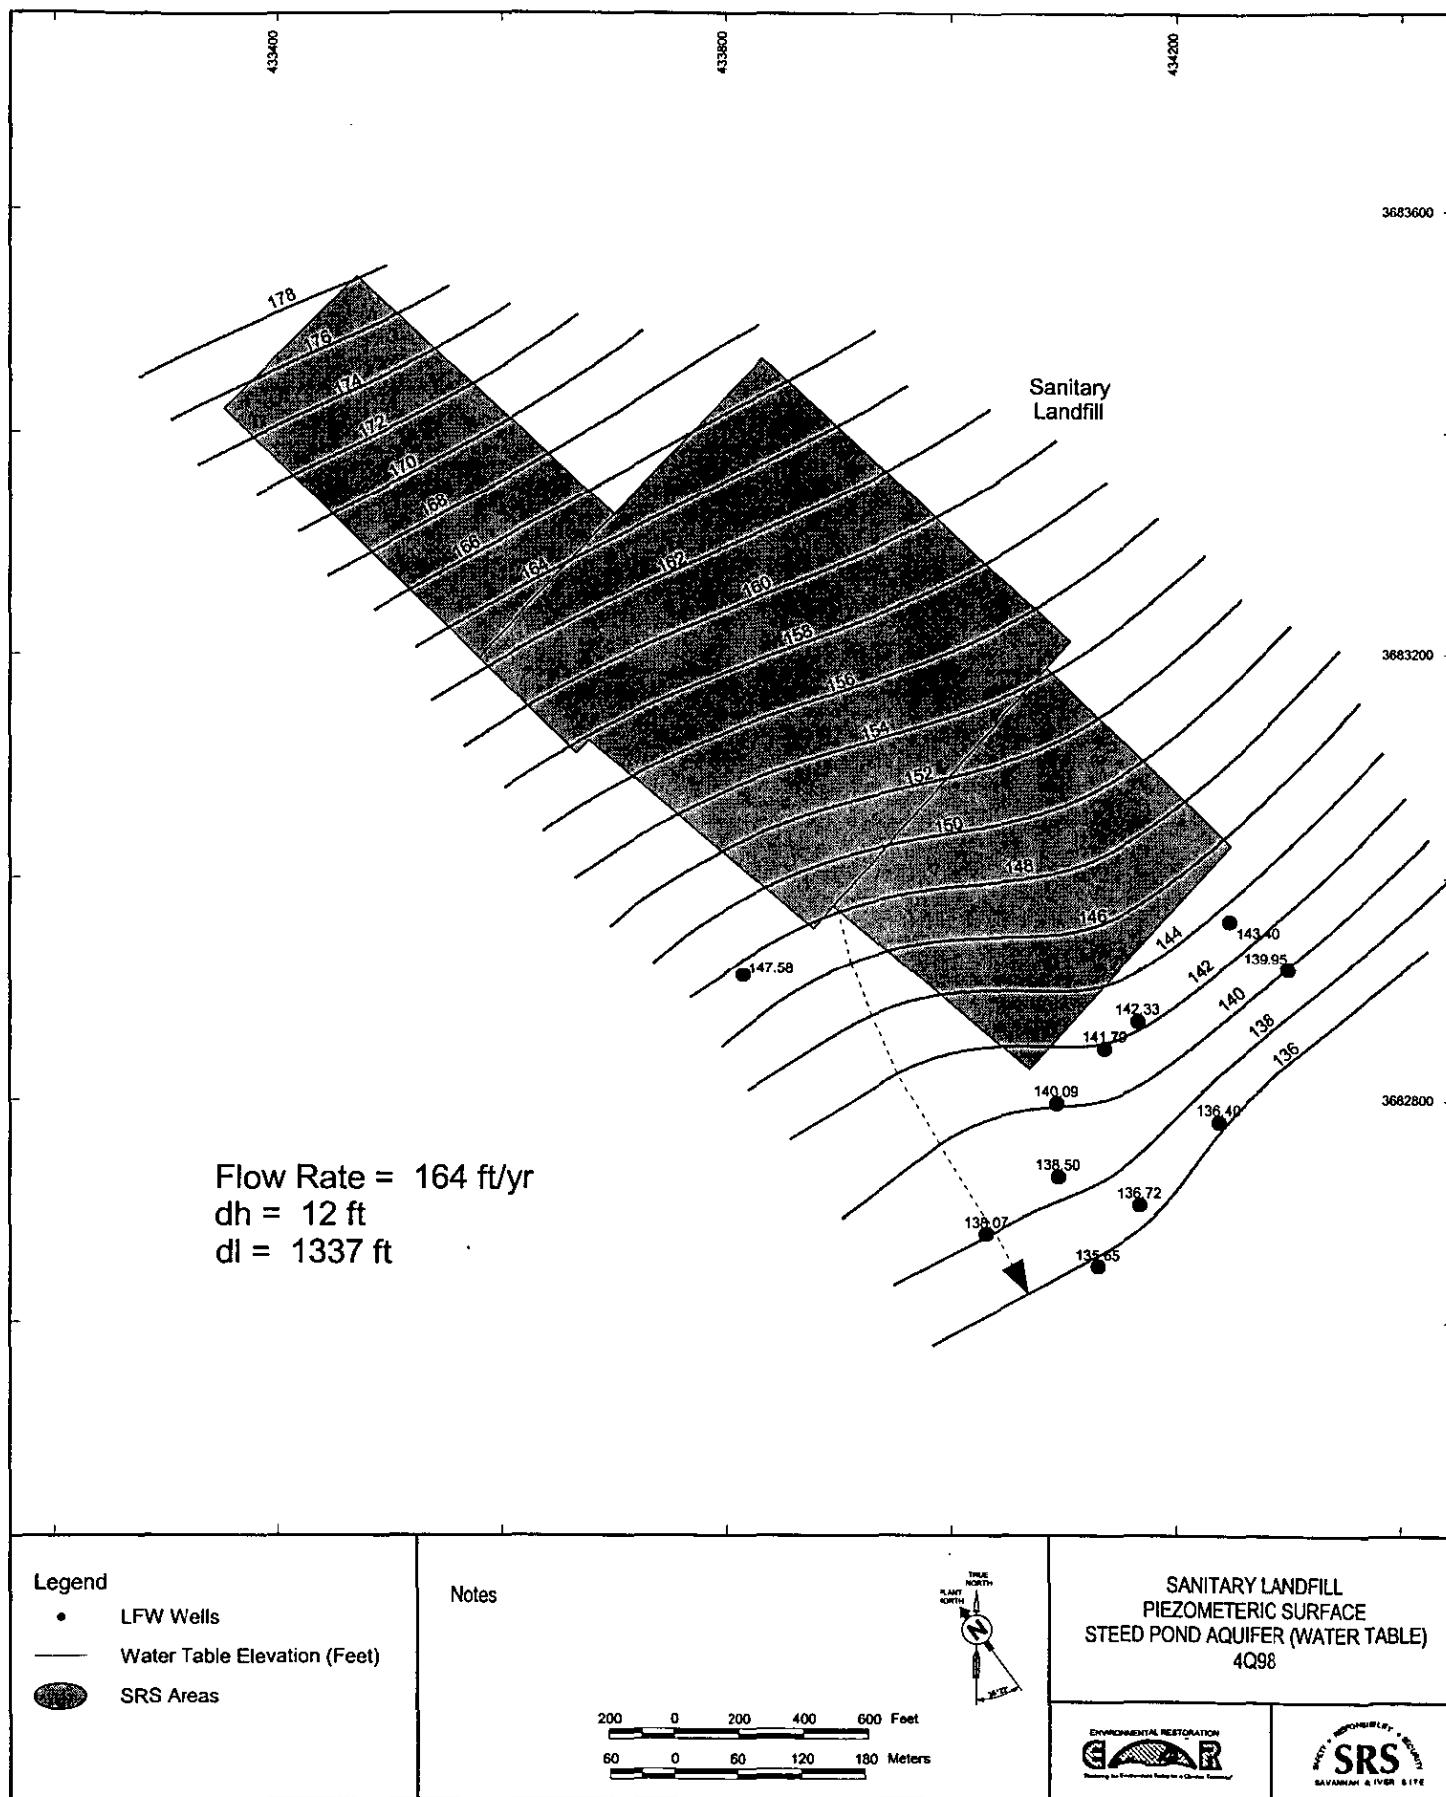 433400
433800
434200
3683600
178
176
174
172
170
168
166
164
162
160
158
156
154
152
150
148
146
144
142
140
138
136
Sanitary
Landfill
3683200
147.58
143.40
139.95
142.33
141.79
140.09
136.40
138.50
136.72
138.07
135.65
3682800
Flow Rate = 164 ft/yr
dh = 12 ft
dl = 1337 ft
Legend
LFW Wells
Water Table Elevation (Feet)
SRS Areas
Notes
TRUE
NORTH
N
200 0 200 400 600 Feet
60 0 60 120 180 Meters
SANITARY LANDFILL
PIEZOMETERIC SURFACE
STEED POND AQUIFER (WATER TABLE)
4Q98
ENVIRONMENTAL RESTORATION
SRS